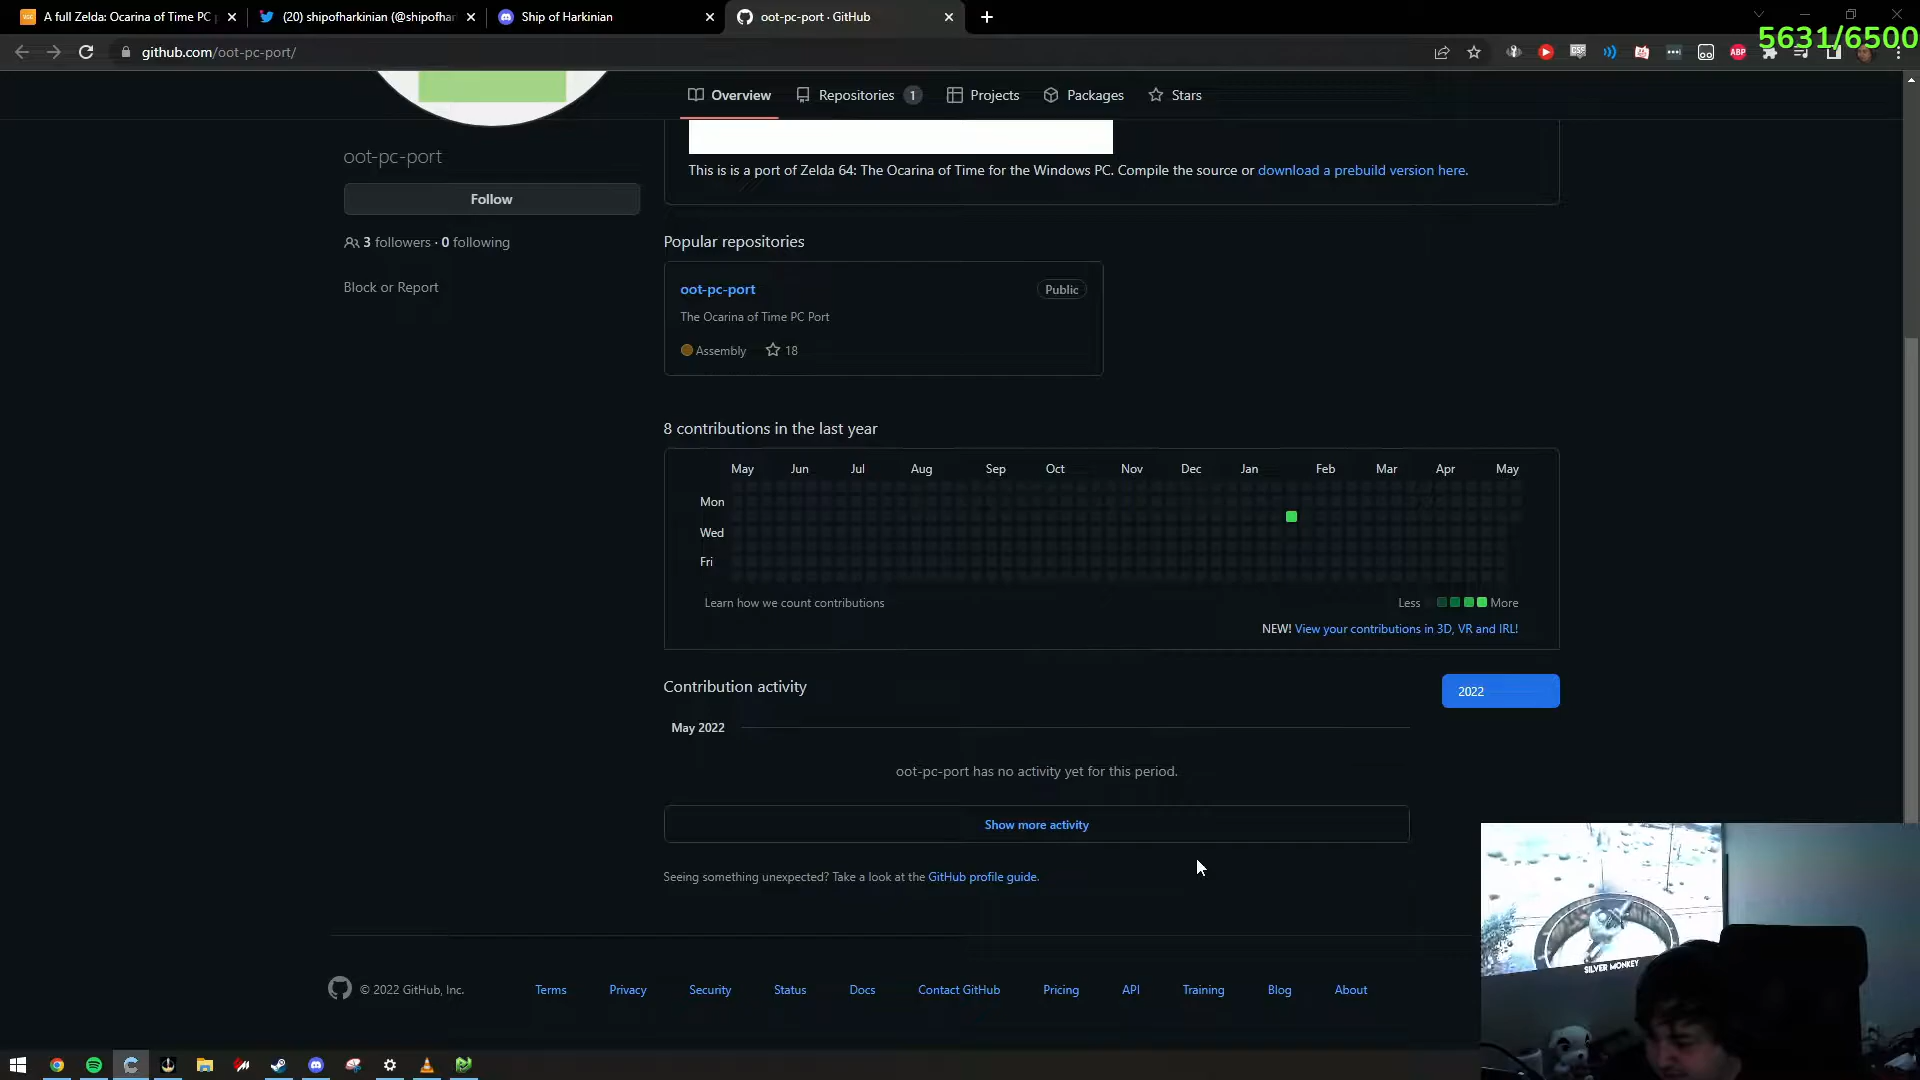 A full Zelda: Ocarina of Time PC
(20) shipofharkinian (@shipofhar
Ship of Harkinian
oot-pc-port · GitHub
5631/6500
github.com/oot-pc-port/
Overview
Repositories 1
Projects
Packages
Stars
oot-pc-port
Follow
3 followers · 0 following
Block or Report
This is is a port of Zelda 64: The Ocarina of Time for the Windows PC. Compile the source or download a prebuild version here.
Popular repositories
oot-pc-port
Public
The Ocarina of Time PC Port
Assembly
18
8 contributions in the last year
May Jun Jul Aug Sep Oct Nov Dec Jan Feb Mar Apr May
Mon
Wed
Fri
Learn how we count contributions
Less
More
NEW! View your contributions in 3D, VR and IRL!
Contribution activity
2022
May 2022
oot-pc-port has no activity yet for this period.
Show more activity
Seeing something unexpected? Take a look at the GitHub profile guide.
SILVER MONKEY
© 2022 GitHub, Inc.
Terms
Privacy
Security
Status
Docs
Contact GitHub
Pricing
API
Training
Blog
About